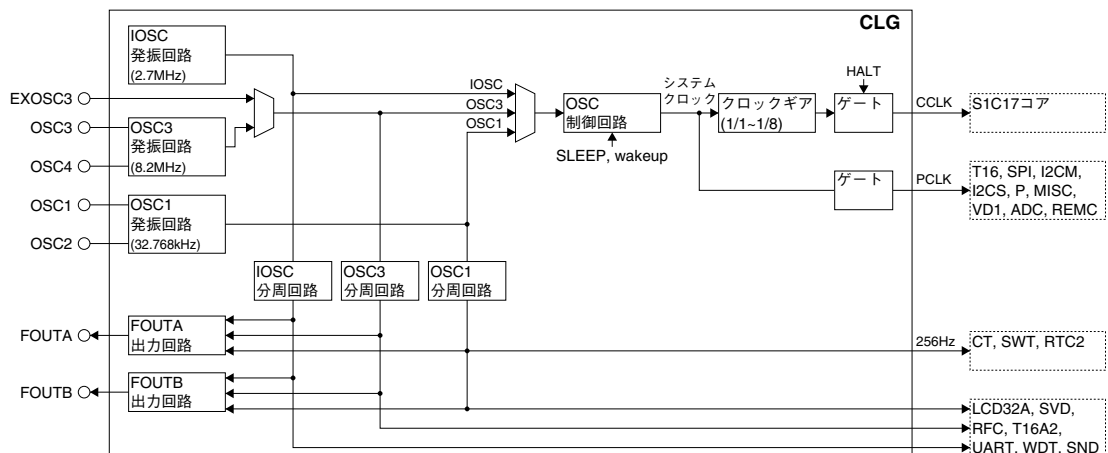 CLG
IOSC
発振回路
(2.7MHz)
EXOSC3
OSC3
OSC3
発振回路
(8.2MHz)
OSC4
OSC1
OSC1
発振回路
(32.768kHz)
OSC2
IOSC
OSC3
OSC1
OSC
制御回路
SLEEP, wakeup
システム
クロック
クロックギア
(1/1~1/8)
HALT
ゲート
CCLK
S1C17コア
ゲート
PCLK
T16, SPI, I2CM,
I2CS, P, MISC,
VD1, ADC, REMC
IOSC
分周回路
OSC3
分周回路
OSC1
分周回路
FOUTA
FOUTA
出力回路
256Hz
CT, SWT, RTC2
FOUTB
FOUTB
出力回路
LCD32A, SVD,
RFC, T16A2,
UART, WDT, SND